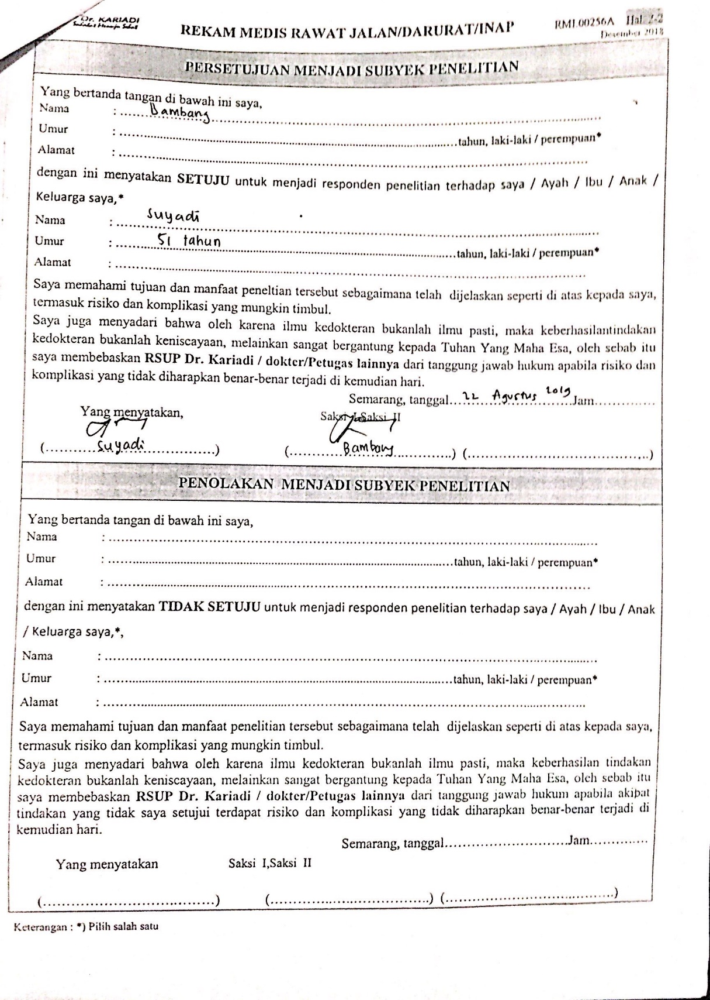 Dr. KARIADI
REKAM MEDIS RAWAT JALAN/DARURAT/INAP
RM1.00256A Hal 2-2
Desember 2018
PERSETUJUAN MENJADI SUBYEK PENELITIAN
Yang bertanda tangan di bawah ini saya,
Nama : Bambang
Umur : ....tahun, laki-laki / perempuan*
Alamat : ....
dengan ini menyatakan SETUJU untuk menjadi responden penelitian terhadap saya / Ayah / Ibu / Anak /
Keluarga saya,*
Nama : Suyadi
Umur : 51 tahun ....tahun, laki-laki / perempuan*
Alamat : ....
Saya memahami tujuan dan manfaat peneltian tersebut sebagaimana telah dijelaskan seperti di atas kepada saya,
termasuk risiko dan komplikasi yang mungkin timbul.
Saya juga menyadari bahwa oleh karena ilmu kedokteran bukanlah ilmu pasti, maka keberhasilantindakan
kedokteran bukanlah keniscayaan, melainkan sangat bergantung kepada Tuhan Yang Maha Esa, oleh sebab itu
saya membebaskan RSUP Dr. Kariadi / dokter/Petugas lainnya dari tanggung jawab hukum apabila risiko dan
komplikasi yang tidak diharapkan benar-benar terjadi di kemudian hari.
Semarang, tanggal 22 Agustus 2019 Jam....
Yang menyatakan, Saksi I,Saksi II
(....Suyadi....) (....Bambang....) (....)
PENOLAKAN MENJADI SUBYEK PENELITIAN
Yang bertanda tangan di bawah ini saya,
Nama : ....
Umur : ....tahun, laki-laki / perempuan*
Alamat : ....
dengan ini menyatakan TIDAK SETUJU untuk menjadi responden penelitian terhadap saya / Ayah / Ibu / Anak
/ Keluarga saya,*,
Nama : ....
Umur : ....tahun, laki-laki / perempuan*
Alamat : ....
Saya memahami tujuan dan manfaat penelitian tersebut sebagaimana telah dijelaskan seperti di atas kepada saya,
termasuk risiko dan komplikasi yang mungkin timbul.
Saya juga menyadari bahwa oleh karena ilmu kedokteran bukanlah ilmu pasti, maka keberhasilan tindakan
kedokteran bukanlah keniscayaan, melainkan sangat bergantung kepada Tuhan Yang Maha Esa, oleh sebab itu
saya membebaskan RSUP Dr. Kariadi / dokter/Petugas lainnya dari tanggung jawab hukum apabila akibat
tindakan yang tidak saya setujui terdapat risiko dan komplikasi yang tidak diharapkan benar-benar terjadi di
kemudian hari.
Semarang, tanggal....Jam....
Yang menyatakan Saksi I,Saksi II
(....) (....) (....)
Keterangan : *) Pilih salah satu